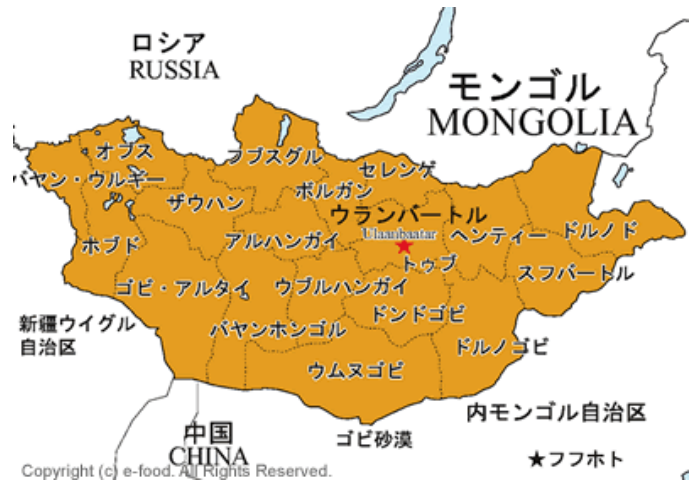 ロシア
RUSSIA
モンゴル
MONGOLIA
オブス
フブスグル
セレンゲ
バヤン・ウルギー
ボルガン
ザウハン
ウランバートル
Ulaanbaatar
ホブド
アルハンガイ
ヘンティー
ドルノド
トゥブ
スフバートル
ゴビ・アルタイ
ウブルハンガイ
ドンドゴビ
新疆ウイグル
自治区
バヤンホンゴル
ドルノゴビ
ウムヌゴビ
内モンゴル自治区
中国
CHINA
ゴビ砂漠
★フフホト
Copyright (c) e-food. All Rights Reserved.